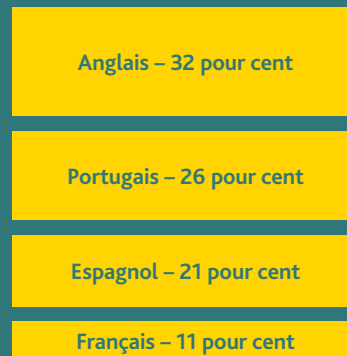 Anglais – 32 pour cent
Portugais – 26 pour cent
Espagnol – 21 pour cent
Français – 11 pour cent